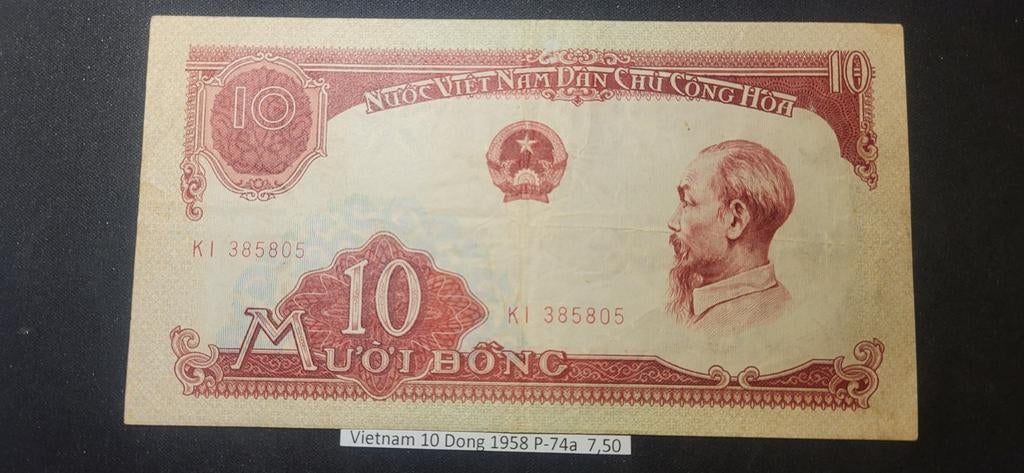 10
NƯỚC VIỆT NAM DÂN CHỦ CỘNG HÒA
10
KI 385805
10
KI 385805
MƯỜI ĐỒNG
Vietnam 10 Dong 1958 P-74a 7,50